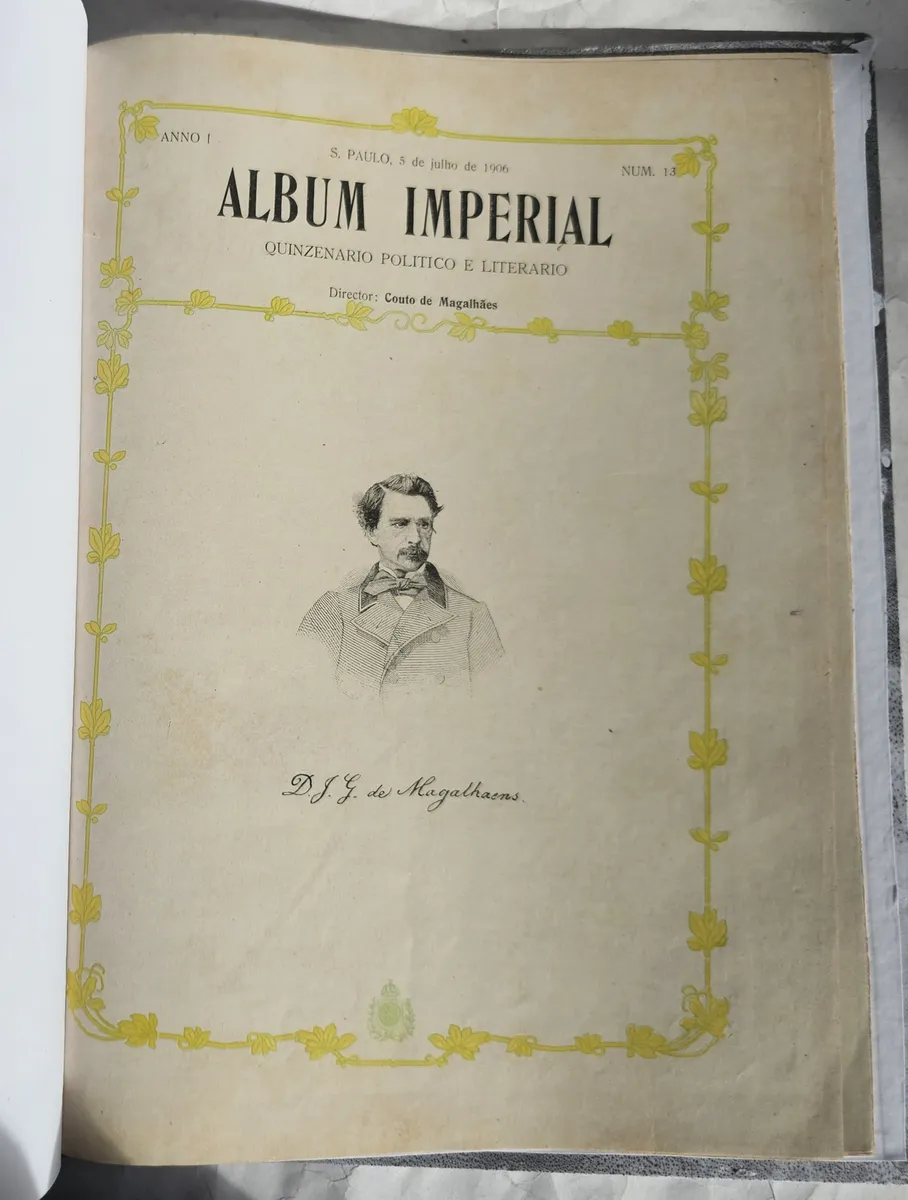 ANNO I
S. PAULO, 5 de julho de 1906
NUM. 13
ALBUM IMPERIAL
QUINZENARIO POLITICO E LITERARIO
Director: Couto de Magalhães
D. J. G. de Magalhaens.